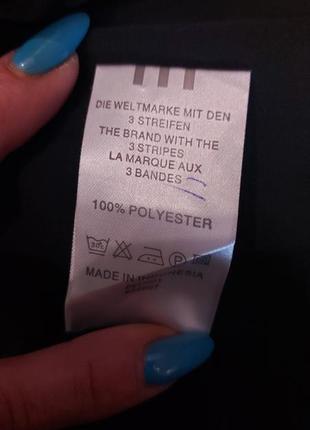 DIE WELTMARKE MIT DEN
3 STREIFEN
THE BRAND WITH THE
3 STRIPES
LA MARQUE AUX
3 BANDES
100% POLYESTER
30°
P
MADE IN INDONESIA